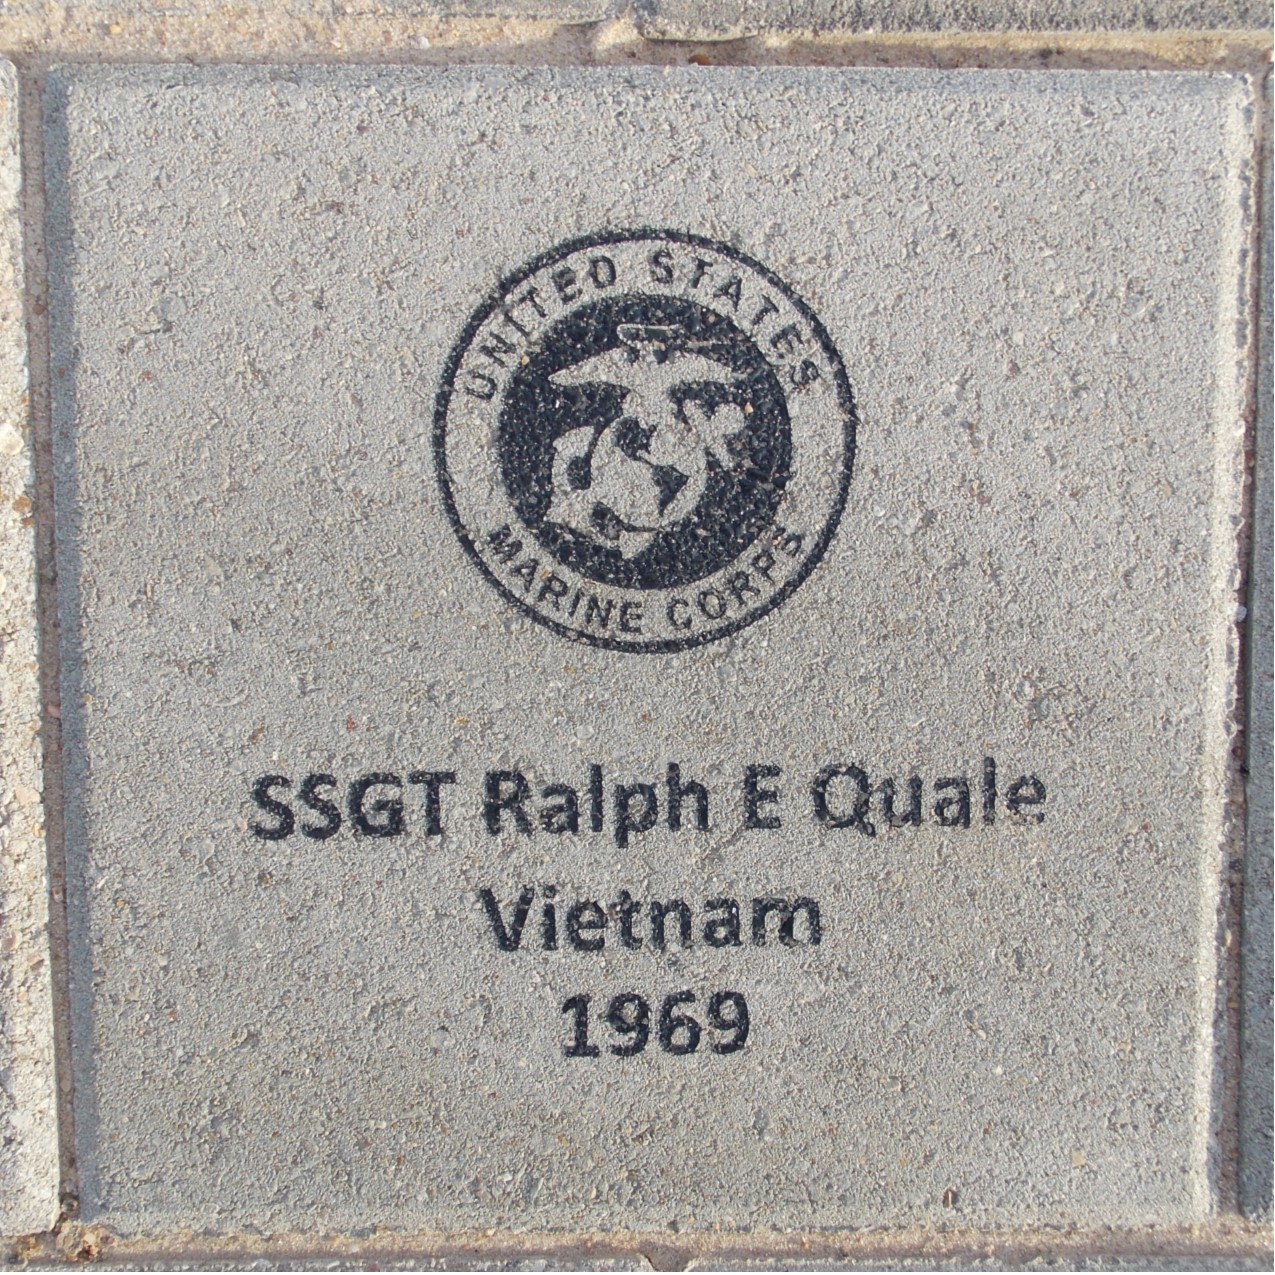 UNITED STATES
MARINE CORPS
SSGT Ralph E Quale
Vietnam
1969